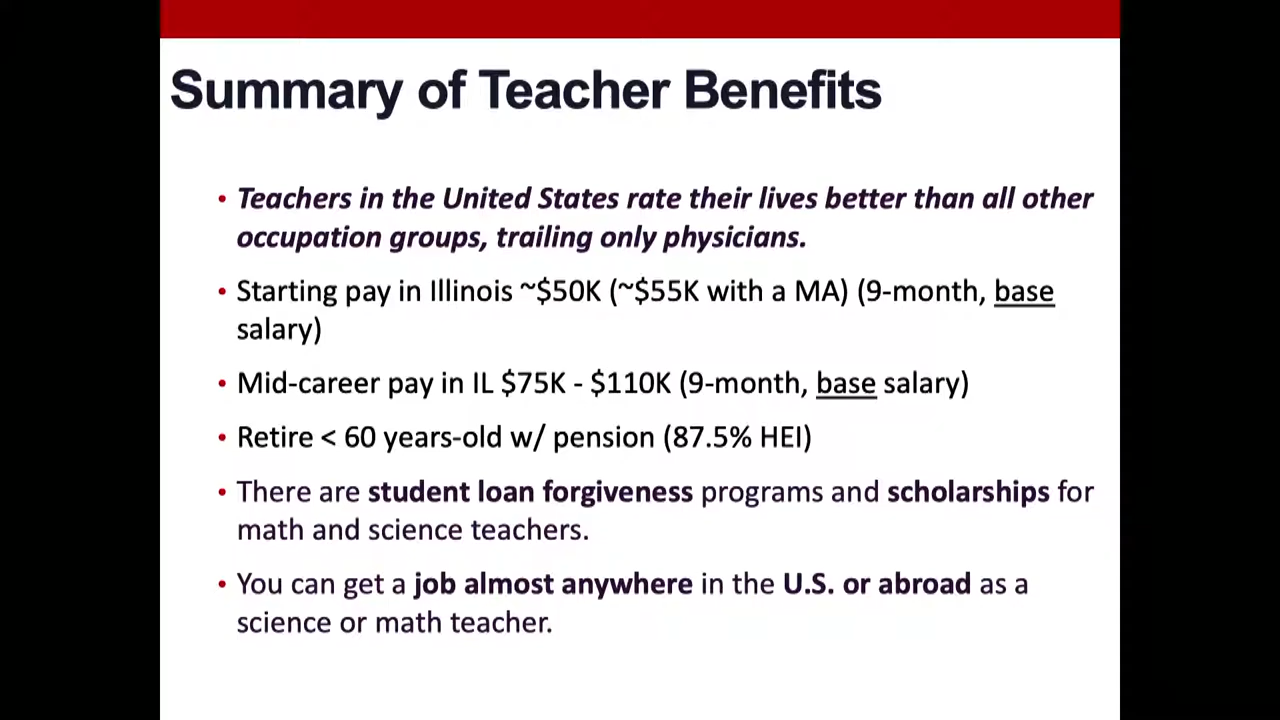 Summary of Teacher Benefits
• Teachers in the United States rate their lives better than all other
occupation groups, trailing only physicians.
• Starting pay in Illinois ~$50K (~$55K with a MA) (9-month, base
salary)
• Mid-career pay in IL $75K - $110K (9-month, base salary)
• Retire < 60 years-old w/ pension (87.5% HEI)
• There are student loan forgiveness programs and scholarships for
math and science teachers.
• You can get a job almost anywhere in the U.S. or abroad as a
science or math teacher.